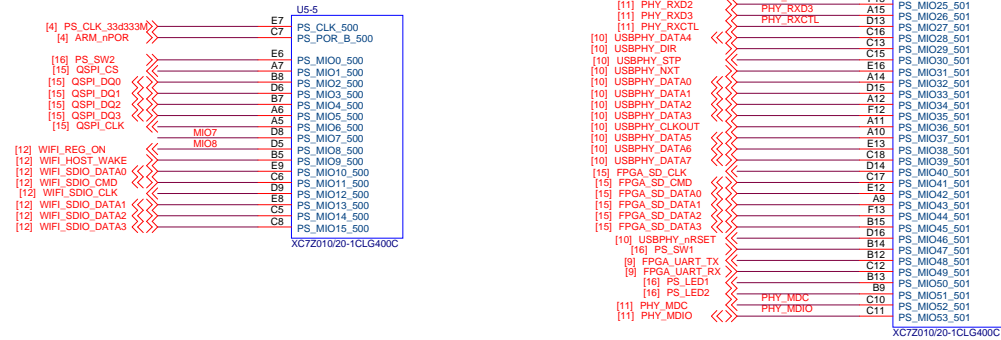 U5-5
[4] PS_CLK_33d333M E7 PS_CLK_500
[4] ARM_nPOR C7 PS_POR_B_500
[16] PS_SW2 E6 PS_MIO0_500
[15] QSPI_CS A7 PS_MIO1_500
[15] QSPI_DQ0 B8 PS_MIO2_500
[15] QSPI_DQ1 D6 PS_MIO3_500
[15] QSPI_DQ2 B7 PS_MIO4_500
[15] QSPI_DQ3 A6 PS_MIO5_500
[15] QSPI_CLK A5 PS_MIO6_500
MIO7 D8 PS_MIO7_500
[12] WIFI_REG_ON MIO8 D5 PS_MIO8_500
[12] WIFI_HOST_WAKE B5 PS_MIO9_500
[12] WIFI_SDIO_DATA0 E9 PS_MIO10_500
[12] WIFI_SDIO_CMD C6 PS_MIO11_500
[12] WIFI_SDIO_CLK D9 PS_MIO12_500
[12] WIFI_SDIO_DATA1 E8 PS_MIO13_500
[12] WIFI_SDIO_DATA2 C5 PS_MIO14_500
[12] WIFI_SDIO_DATA3 C8 PS_MIO15_500
XC7Z010/20-1CLG400C
[11] PHY_RXD2 PS_MIO25_501
[11] PHY_RXD3 PHY_RXD3 A15 PS_MIO26_501
[11] PHY_RXCTL PHY_RXCTL D13 PS_MIO27_501
[10] USBPHY_DATA4 C16 PS_MIO28_501
[10] USBPHY_DIR C13 PS_MIO29_501
[10] USBPHY_STP C15 PS_MIO30_501
[10] USBPHY_NXT E16 PS_MIO31_501
[10] USBPHY_DATA0 A14 PS_MIO32_501
[10] USBPHY_DATA1 D15 PS_MIO33_501
[10] USBPHY_DATA2 A12 PS_MIO34_501
[10] USBPHY_DATA3 F12 PS_MIO35_501
[10] USBPHY_CLKOUT A11 PS_MIO36_501
[10] USBPHY_DATA5 A10 PS_MIO37_501
[10] USBPHY_DATA6 E13 PS_MIO38_501
[10] USBPHY_DATA7 C18 PS_MIO39_501
[15] FPGA_SD_CLK D14 PS_MIO40_501
[15] FPGA_SD_CMD C17 PS_MIO41_501
[15] FPGA_SD_DATA0 E12 PS_MIO42_501
[15] FPGA_SD_DATA1 A9 PS_MIO43_501
[15] FPGA_SD_DATA2 F13 PS_MIO44_501
[15] FPGA_SD_DATA3 B15 PS_MIO45_501
[10] USBPHY_nRSET D16 PS_MIO46_501
[16] PS_SW1 B14 PS_MIO47_501
[9] FPGA_UART_TX B12 PS_MIO48_501
[9] FPGA_UART_RX C12 PS_MIO49_501
[16] PS_LED1 B13 PS_MIO50_501
[16] PS_LED2 B9 PS_MIO51_501
[11] PHY_MDC PHY_MDC C10 PS_MIO52_501
[11] PHY_MDIO PHY_MDIO C11 PS_MIO53_501
XC7Z010/20-1CLG400C